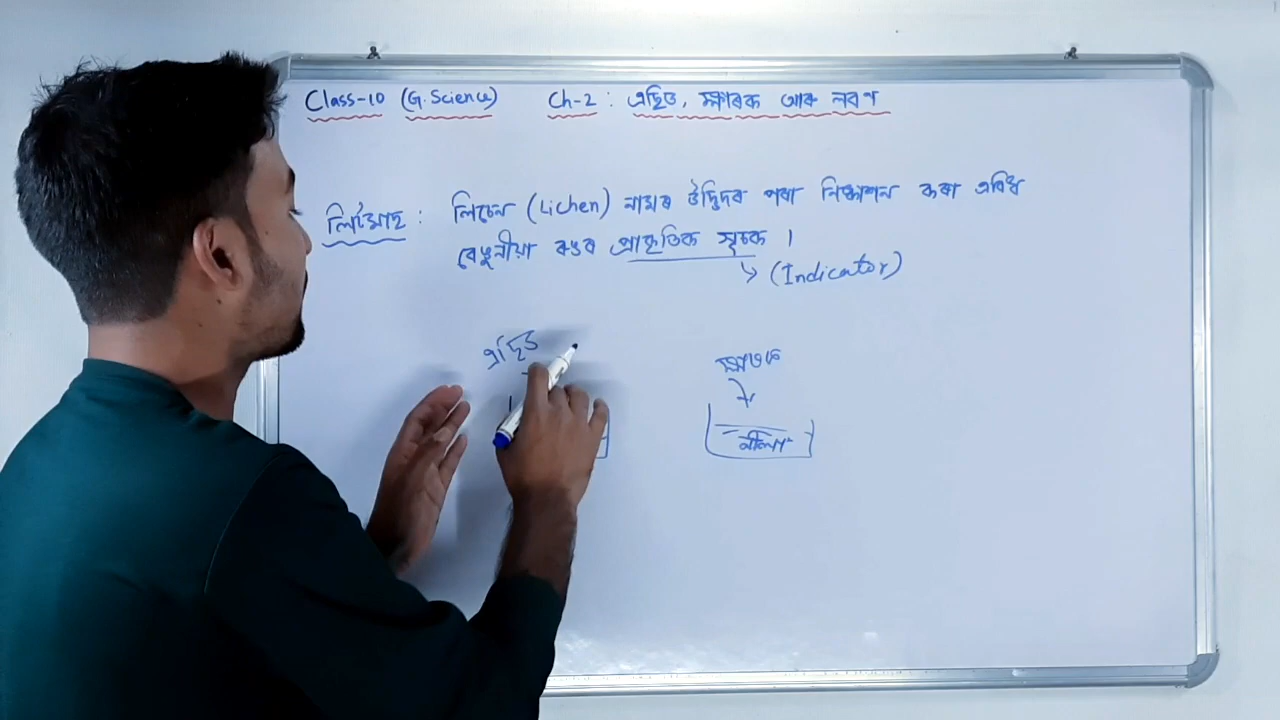 Class-10 (G. Science) Ch-2 : এছিড, ক্ষাৰক আৰু লৱণ
লিটমাছ : লিচেন (Lichen) নামৰ উদ্ভিদৰ পৰা নিষ্কাশন কৰা এবিধ
বেঙুনীয়া ৰঙৰ প্ৰাকৃতিক সূচক ।
(Indicator)
এছিড ক্ষাৰক
নীলা